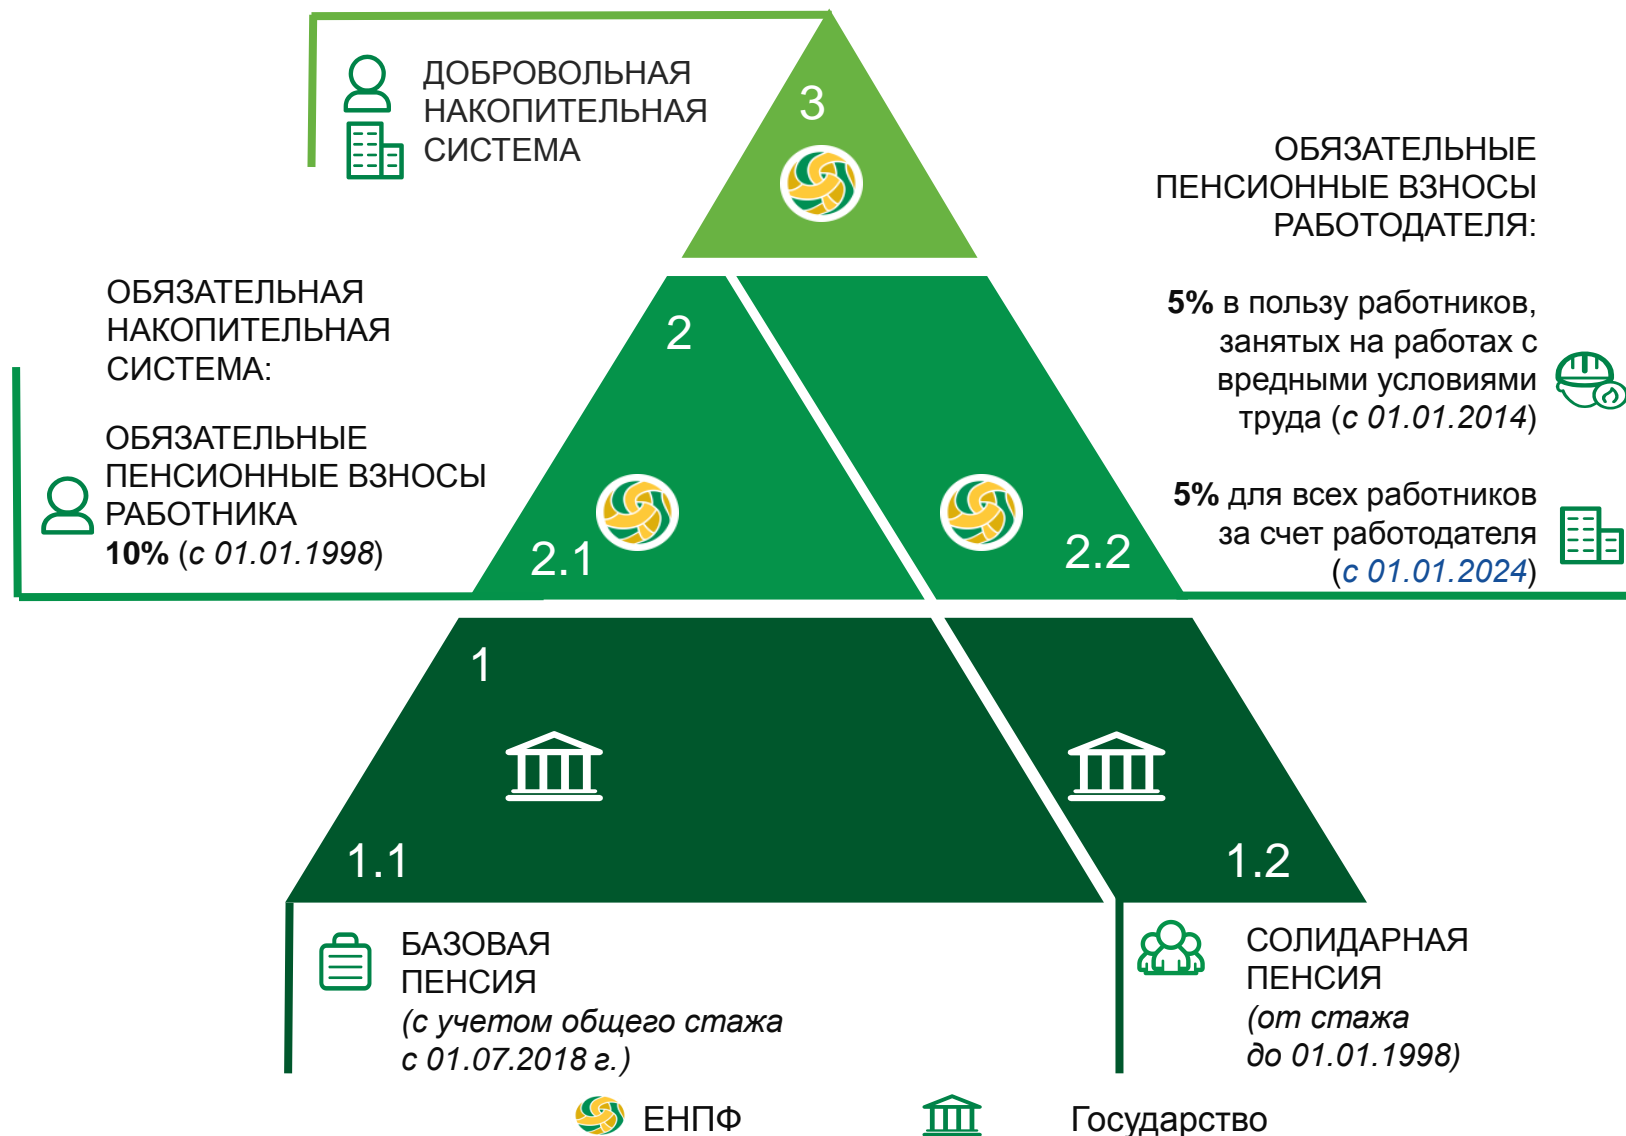 ДОБРОВОЛЬНАЯ
НАКОПИТЕЛЬНАЯ
СИСТЕМА
3
ОБЯЗАТЕЛЬНЫЕ
ПЕНСИОННЫЕ ВЗНОСЫ
РАБОТОДАТЕЛЯ:
5% в пользу работников,
занятых на работах с
вредными условиями
труда (с 01.01.2014)
5% для всех работников
за счет работодателя
(с 01.01.2024)
ОБЯЗАТЕЛЬНАЯ
НАКОПИТЕЛЬНАЯ
СИСТЕМА:
ОБЯЗАТЕЛЬНЫЕ
ПЕНСИОННЫЕ ВЗНОСЫ
РАБОТНИКА
10% (с 01.01.1998)
2
2.1
2.2
1
1.1
1.2
БАЗОВАЯ
ПЕНСИЯ
(с учетом общего стажа
с 01.07.2018 г.)
СОЛИДАРНАЯ
ПЕНСИЯ
(от стажа
до 01.01.1998)
ЕНПФ
Государство